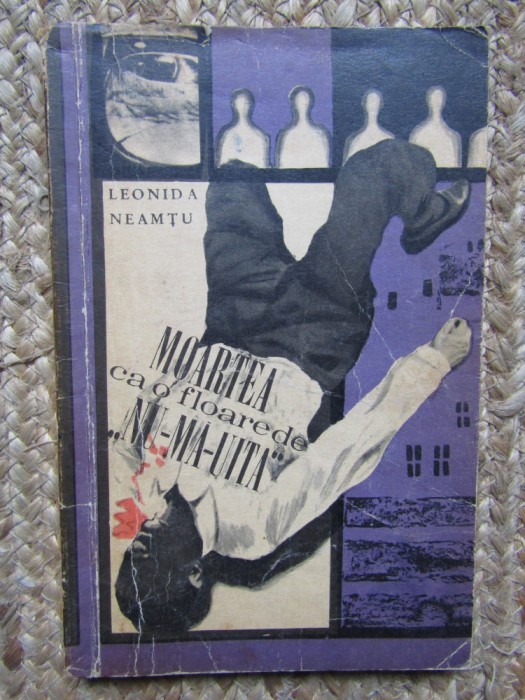 LEONIDA
NEAMȚU
MOARTEA
ca o floare de
„NU-MĂ-UITA"